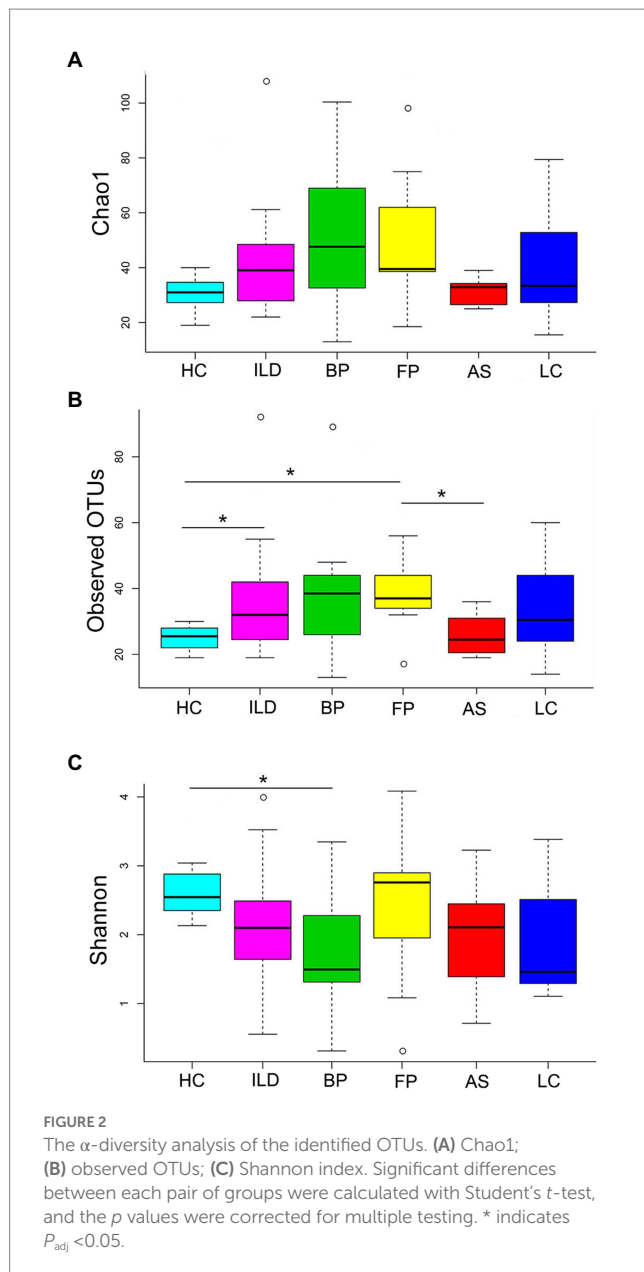 A
Chao1
100
80
60
40
20
HC ILD BP FP AS LC
B
Observed OTUs
80
60
40
20
*
*
*
HC ILD BP FP AS LC
C
Shannon
4
3
2
1
*
HC ILD BP FP AS LC
FIGURE 2
The α-diversity analysis of the identified OTUs. (A) Chao1;
(B) observed OTUs; (C) Shannon index. Significant differences
between each pair of groups were calculated with Student’s t-test,
and the p values were corrected for multiple testing. * indicates
Padj <0.05.